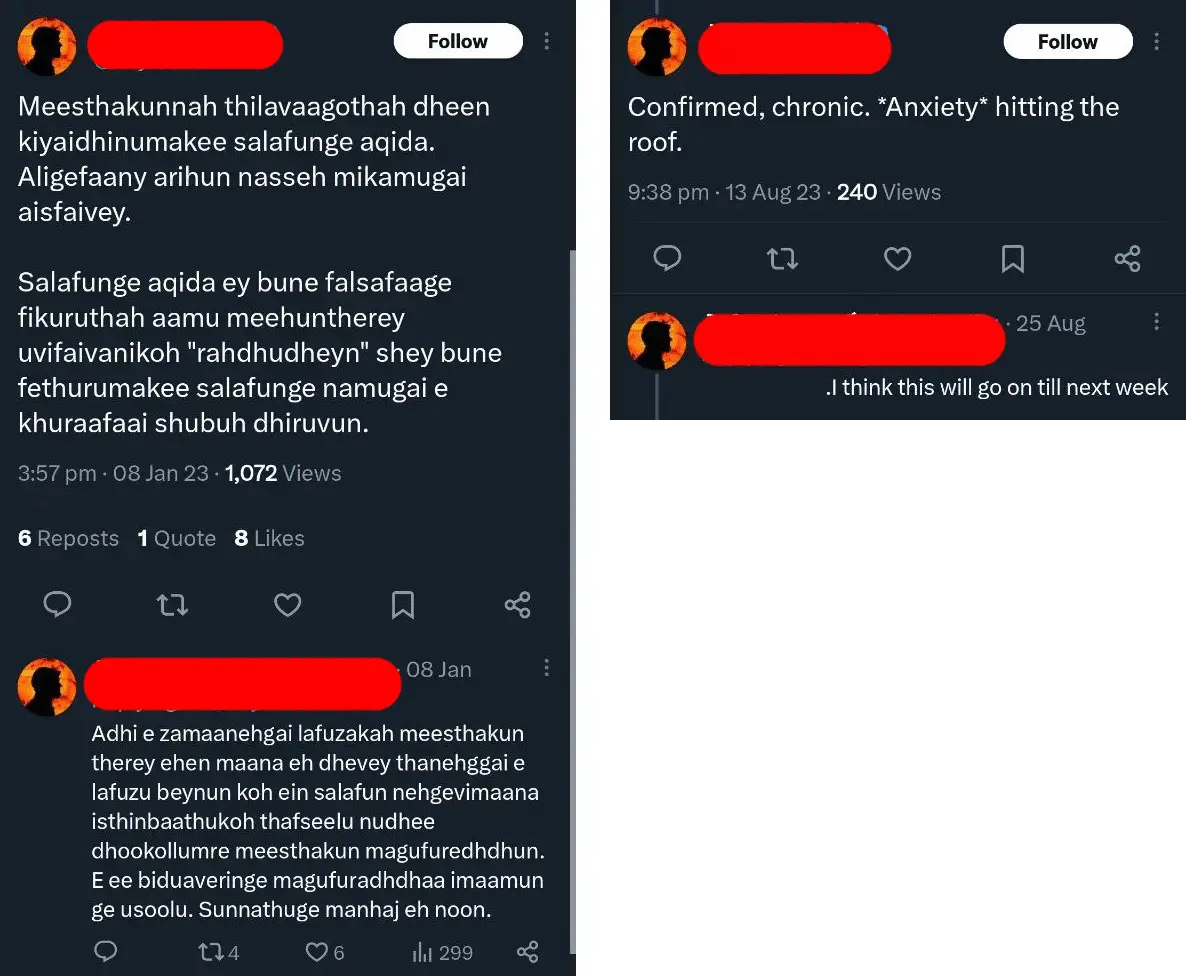 Follow
Meesthakunnah thilavaagothah dheen
kiyaidhinumakee salafunge aqida.
Aligefaany arihun nasseh mikamugai
aisfaivey.
Salafunge aqida ey bune falsafaage
fikuruthah aamu meehuntherey
uvifaivanikoh "rahdhudheyn" shey bune
fethurumakee salafunge namugai e
khuraafaai shubuh dhiruvun.
3:57 pm · 08 Jan 23 · 1,072 Views
6 Reposts 1 Quote 8 Likes
· 08 Jan
Adhi e zamaanehgai lafuzakah meesthakun
therey ehen maana eh dhevey thanehggai e
lafuzu beynun koh ein salafun nehgevimaana
isthinbaathukoh thafseelu nudhee
dhookollumre meesthakun magufuredhdhun.
E ee biduaveringe magufuradhdhaa imaamun
ge usoolu. Sunnathuge manhaj eh noon.
4 6 299
Follow
Confirmed, chronic. *Anxiety* hitting the
roof.
9:38 pm · 13 Aug 23 · 240 Views
· 25 Aug
.I think this will go on till next week